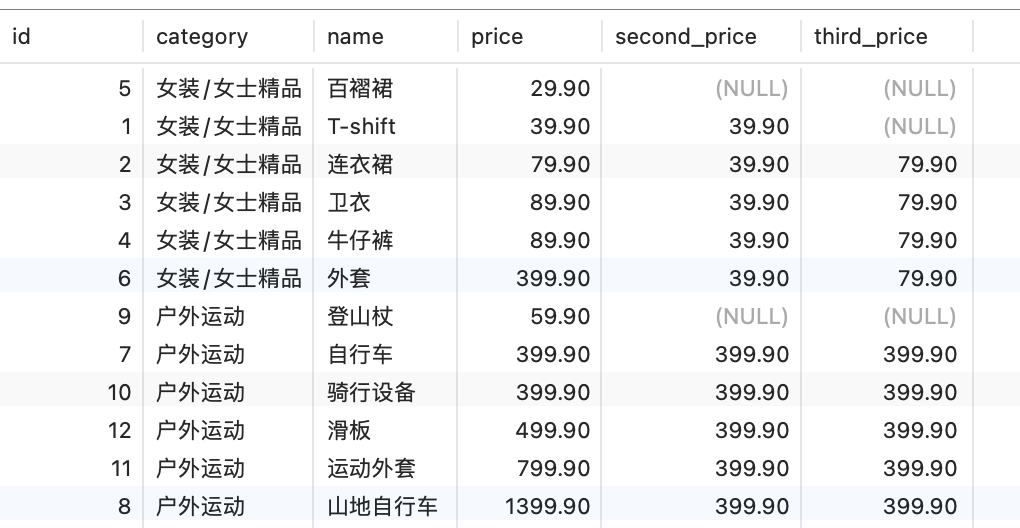 id category name price second_price third_price
5 女装/女士精品 百褶裙 29.90 (NULL) (NULL)
1 女装/女士精品 T-shift 39.90 39.90 (NULL)
2 女装/女士精品 连衣裙 79.90 39.90 79.90
3 女装/女士精品 卫衣 89.90 39.90 79.90
4 女装/女士精品 牛仔裤 89.90 39.90 79.90
6 女装/女士精品 外套 399.90 39.90 79.90
9 户外运动 登山杖 59.90 (NULL) (NULL)
7 户外运动 自行车 399.90 399.90 399.90
10 户外运动 骑行设备 399.90 399.90 399.90
12 户外运动 滑板 499.90 399.90 399.90
11 户外运动 运动外套 799.90 399.90 399.90
8 户外运动 山地自行车 1399.90 399.90 399.90